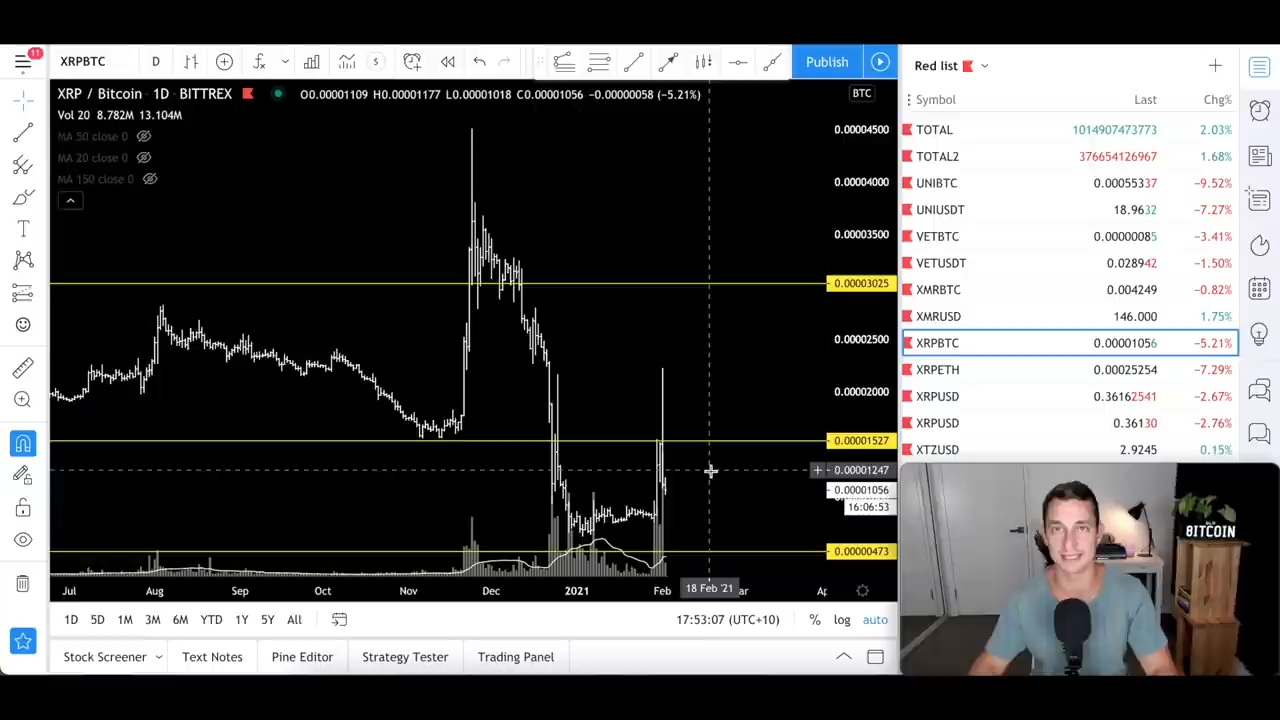 11
XRPBTC
D
S
Publish
Red list
XRP / Bitcoin · 1D · BITTREX
O0.00001109 H0.00001177 L0.00001018 C0.00001056 −0.00000058 (−5.21%)
BTC
Vol 20 8.782M 13.104M
MA 50 close 0
MA 20 close 0
MA 150 close 0
0.00004500
0.00004000
0.00003500
0.00003025
0.00002500
0.00002000
0.00001527
0.00001247
0.00001056
16:06:53
0.00000473
Jul Aug Sep Oct Nov Dec 2021 Feb 18 Feb '21 ar Ap
1D 5D 1M 3M 6M YTD 1Y 5Y All
17:53:07 (UTC+10) % log auto
Stock Screener Text Notes Pine Editor Strategy Tester Trading Panel
Symbol Last Chg%
TOTAL 1014907473773 2.03%
TOTAL2 376654126967 1.68%
UNIBTC 0.00055337 −9.52%
UNIUSDT 18.9632 −7.27%
VETBTC 0.00000085 −3.41%
VETUSDT 0.028942 −1.50%
XMRBTC 0.004249 −0.82%
XMRUSD 146.000 1.75%
XRPBTC 0.00001056 −5.21%
XRPETH 0.00025254 −7.29%
XRPUSD 0.36162541 −2.67%
XRPUSD 0.36130 −2.76%
XTZUSD 2.9245 0.15%
BITCOIN